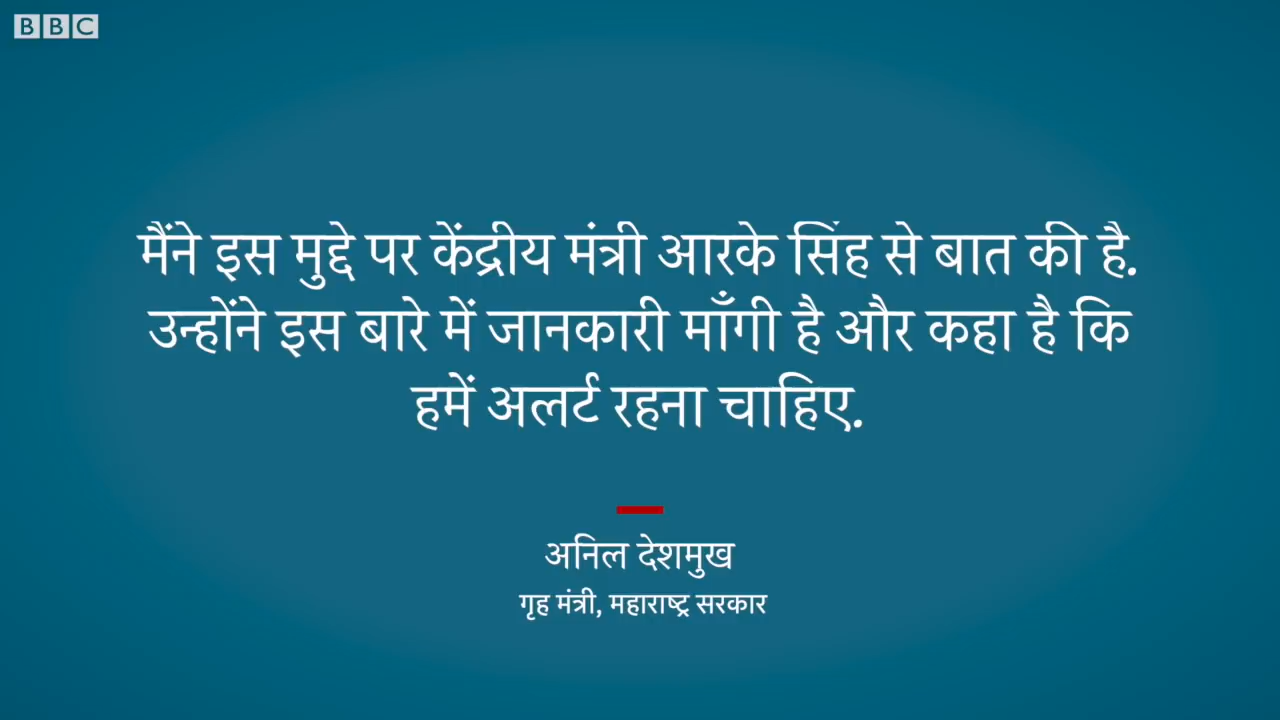 BBC
मैंने इस मुद्दे पर केंद्रीय मंत्री आरके सिंह से बात की है.
उन्होंने इस बारे में जानकारी माँगी है और कहा है कि
हमें अलर्ट रहना चाहिए.
अनिल देशमुख
गृह मंत्री, महाराष्ट्र सरकार